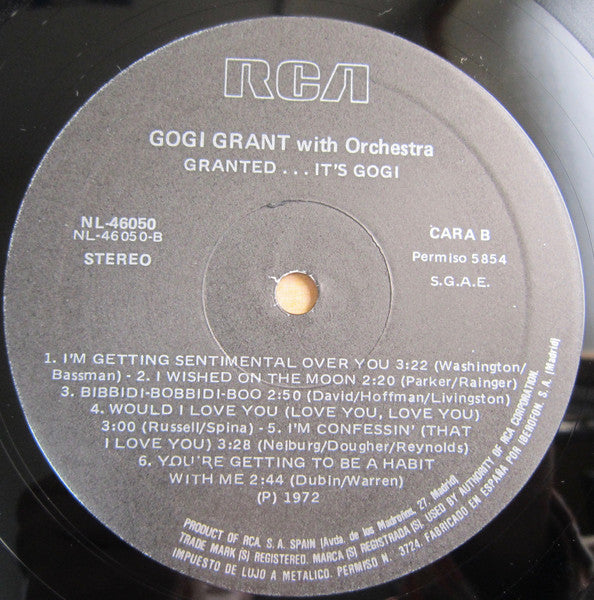 RCA
GOGI GRANT with Orchestra
GRANTED . . . IT'S GOGI
NL-46050
NL-46050-B
STEREO
CARA B
Permiso 5854
S.G.A.E.
1. I'M GETTING SENTIMENTAL OVER YOU 3:22 (Washington/
Bassman) - 2. I WISHED ON THE MOON 2:20 (Parker/Rainger)
3. BIBBIDI-BOBBIDI-BOO 2:50 (David/Hoffman/Livingston)
4. WOULD I LOVE YOU (LOVE YOU, LOVE YOU)
3:00 (Russell/Spina) - 5. I'M CONFESSIN' (THAT
I LOVE YOU) 3:28 (Neiburg/Dougher/Reynolds)
6. YOU'RE GETTING TO BE A HABIT
WITH ME 2:44 (Dubin/Warren)
(P) 1972
PRODUCT OF RCA. S. A. SPAIN (Avda. de los Madroños, 27. Madrid)
TRADE MARK (S) REGISTERED. MARCA (S) REGISTRADA (S). USED BY AUTHORITY OF RCA CORPORATION.
IMPUESTO DE LUJO A METALICO. PERMISO N. 3724. FABRICADO EN ESPAÑA POR IBEROFON, S. A. (Madrid)